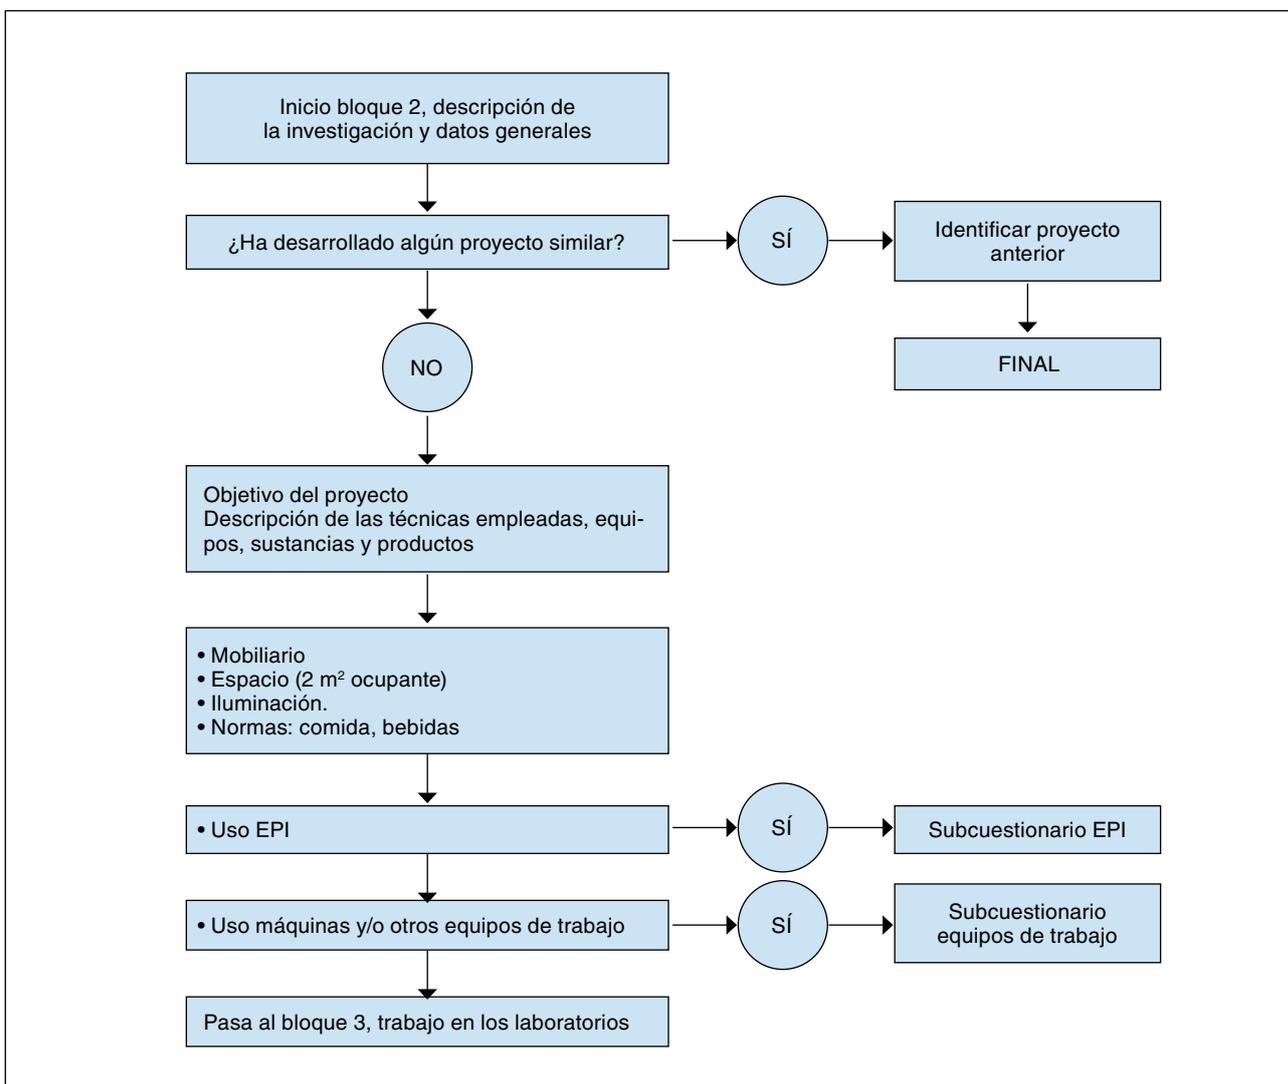 Inicio bloque 2, descripción de
la investigación y datos generales
¿Ha desarrollado algún proyecto similar?
SÍ
Identificar proyecto
anterior
FINAL
NO
Objetivo del proyecto
Descripción de las técnicas empleadas, equi-
pos, sustancias y productos
• Mobiliario
• Espacio (2 m² ocupante)
• Iluminación.
• Normas: comida, bebidas
• Uso EPI
SÍ
Subcuestionario EPI
• Uso máquinas y/o otros equipos de trabajo
SÍ
Subcuestionario
equipos de trabajo
Pasa al bloque 3, trabajo en los laboratorios